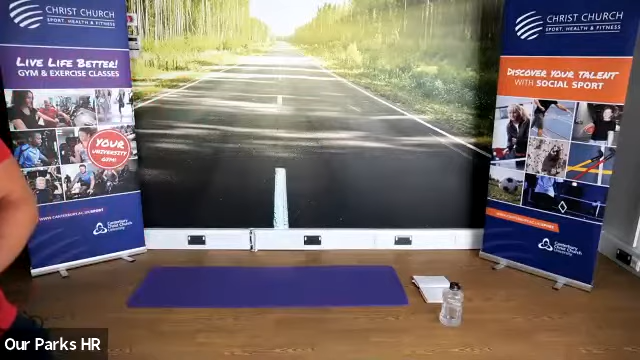 CHRIST CHURCH
SPORT, HEALTH & FITNESS
LIVE LIFE BETTER!
GYM & EXERCISE CLASSES
YOUR
UNIVERSITY
GYM!
Canterbury
Christ Church
University
CHRIST CHURCH
SPORT, HEALTH & FITNESS
DISCOVER YOUR TALENT
WITH SOCIAL SPORT
Canterbury
Christ Church
University
Our Parks HR